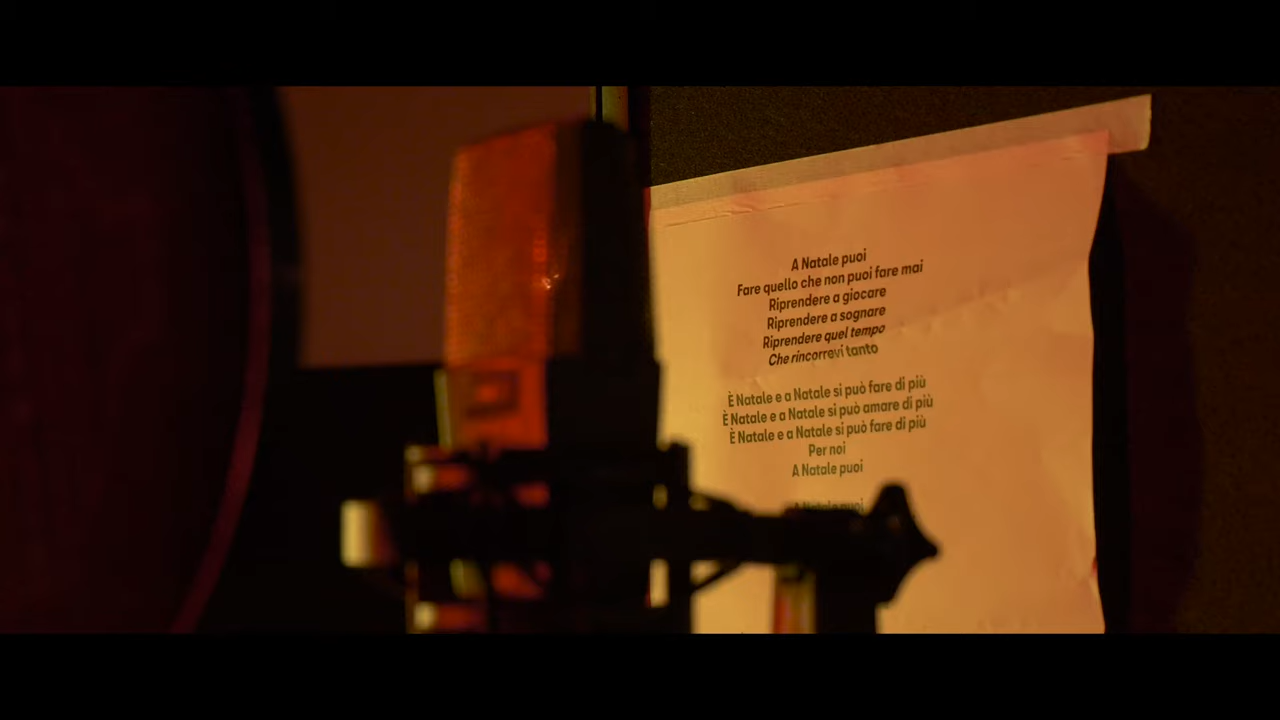 A Natale puoi
Fare quello che non puoi fare mai
Riprendere a giocare
Riprendere a sognare
Riprendere quel tempo
Che rincorrevi tanto
È Natale e a Natale si può fare di più
È Natale e a Natale si può amare di più
È Natale e a Natale si può fare di più
Per noi
A Natale puoi
A Natale puoi